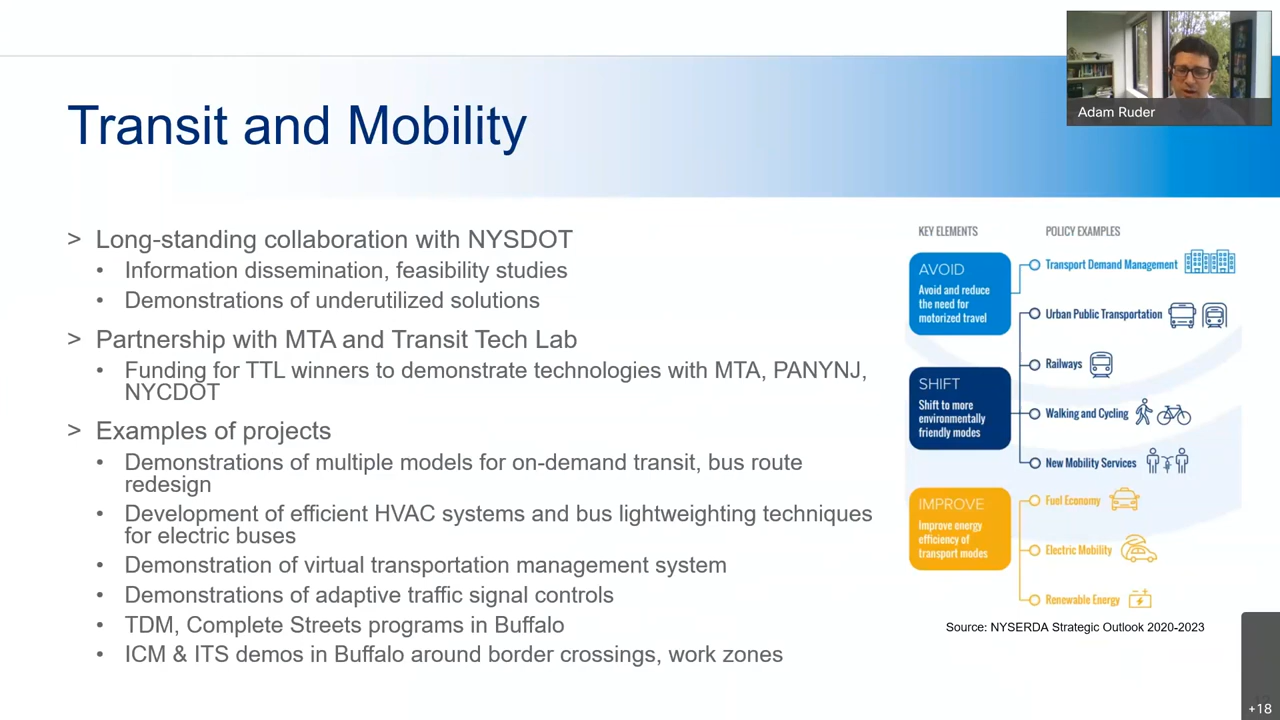 Adam Ruder
Transit and Mobility
> Long-standing collaboration with NYSDOT
• Information dissemination, feasibility studies
• Demonstrations of underutilized solutions
> Partnership with MTA and Transit Tech Lab
• Funding for TTL winners to demonstrate technologies with MTA, PANYNJ,
NYCDOT
> Examples of projects
• Demonstrations of multiple models for on-demand transit, bus route
redesign
• Development of efficient HVAC systems and bus lightweighting techniques
for electric buses
• Demonstration of virtual transportation management system
• Demonstrations of adaptive traffic signal controls
• TDM, Complete Streets programs in Buffalo
• ICM & ITS demos in Buffalo around border crossings, work zones
KEY ELEMENTS
POLICY EXAMPLES
AVOID
Avoid and reduce
the need for
motorized travel
SHIFT
Shift to more
environmentally
friendly modes
IMPROVE
Improve energy
efficiency of
transport modes
Transport Demand Management
Urban Public Transportation
Railways
Walking and Cycling
New Mobility Services
Fuel Economy
Electric Mobility
Renewable Energy
Source: NYSERDA Strategic Outlook 2020-2023
+18